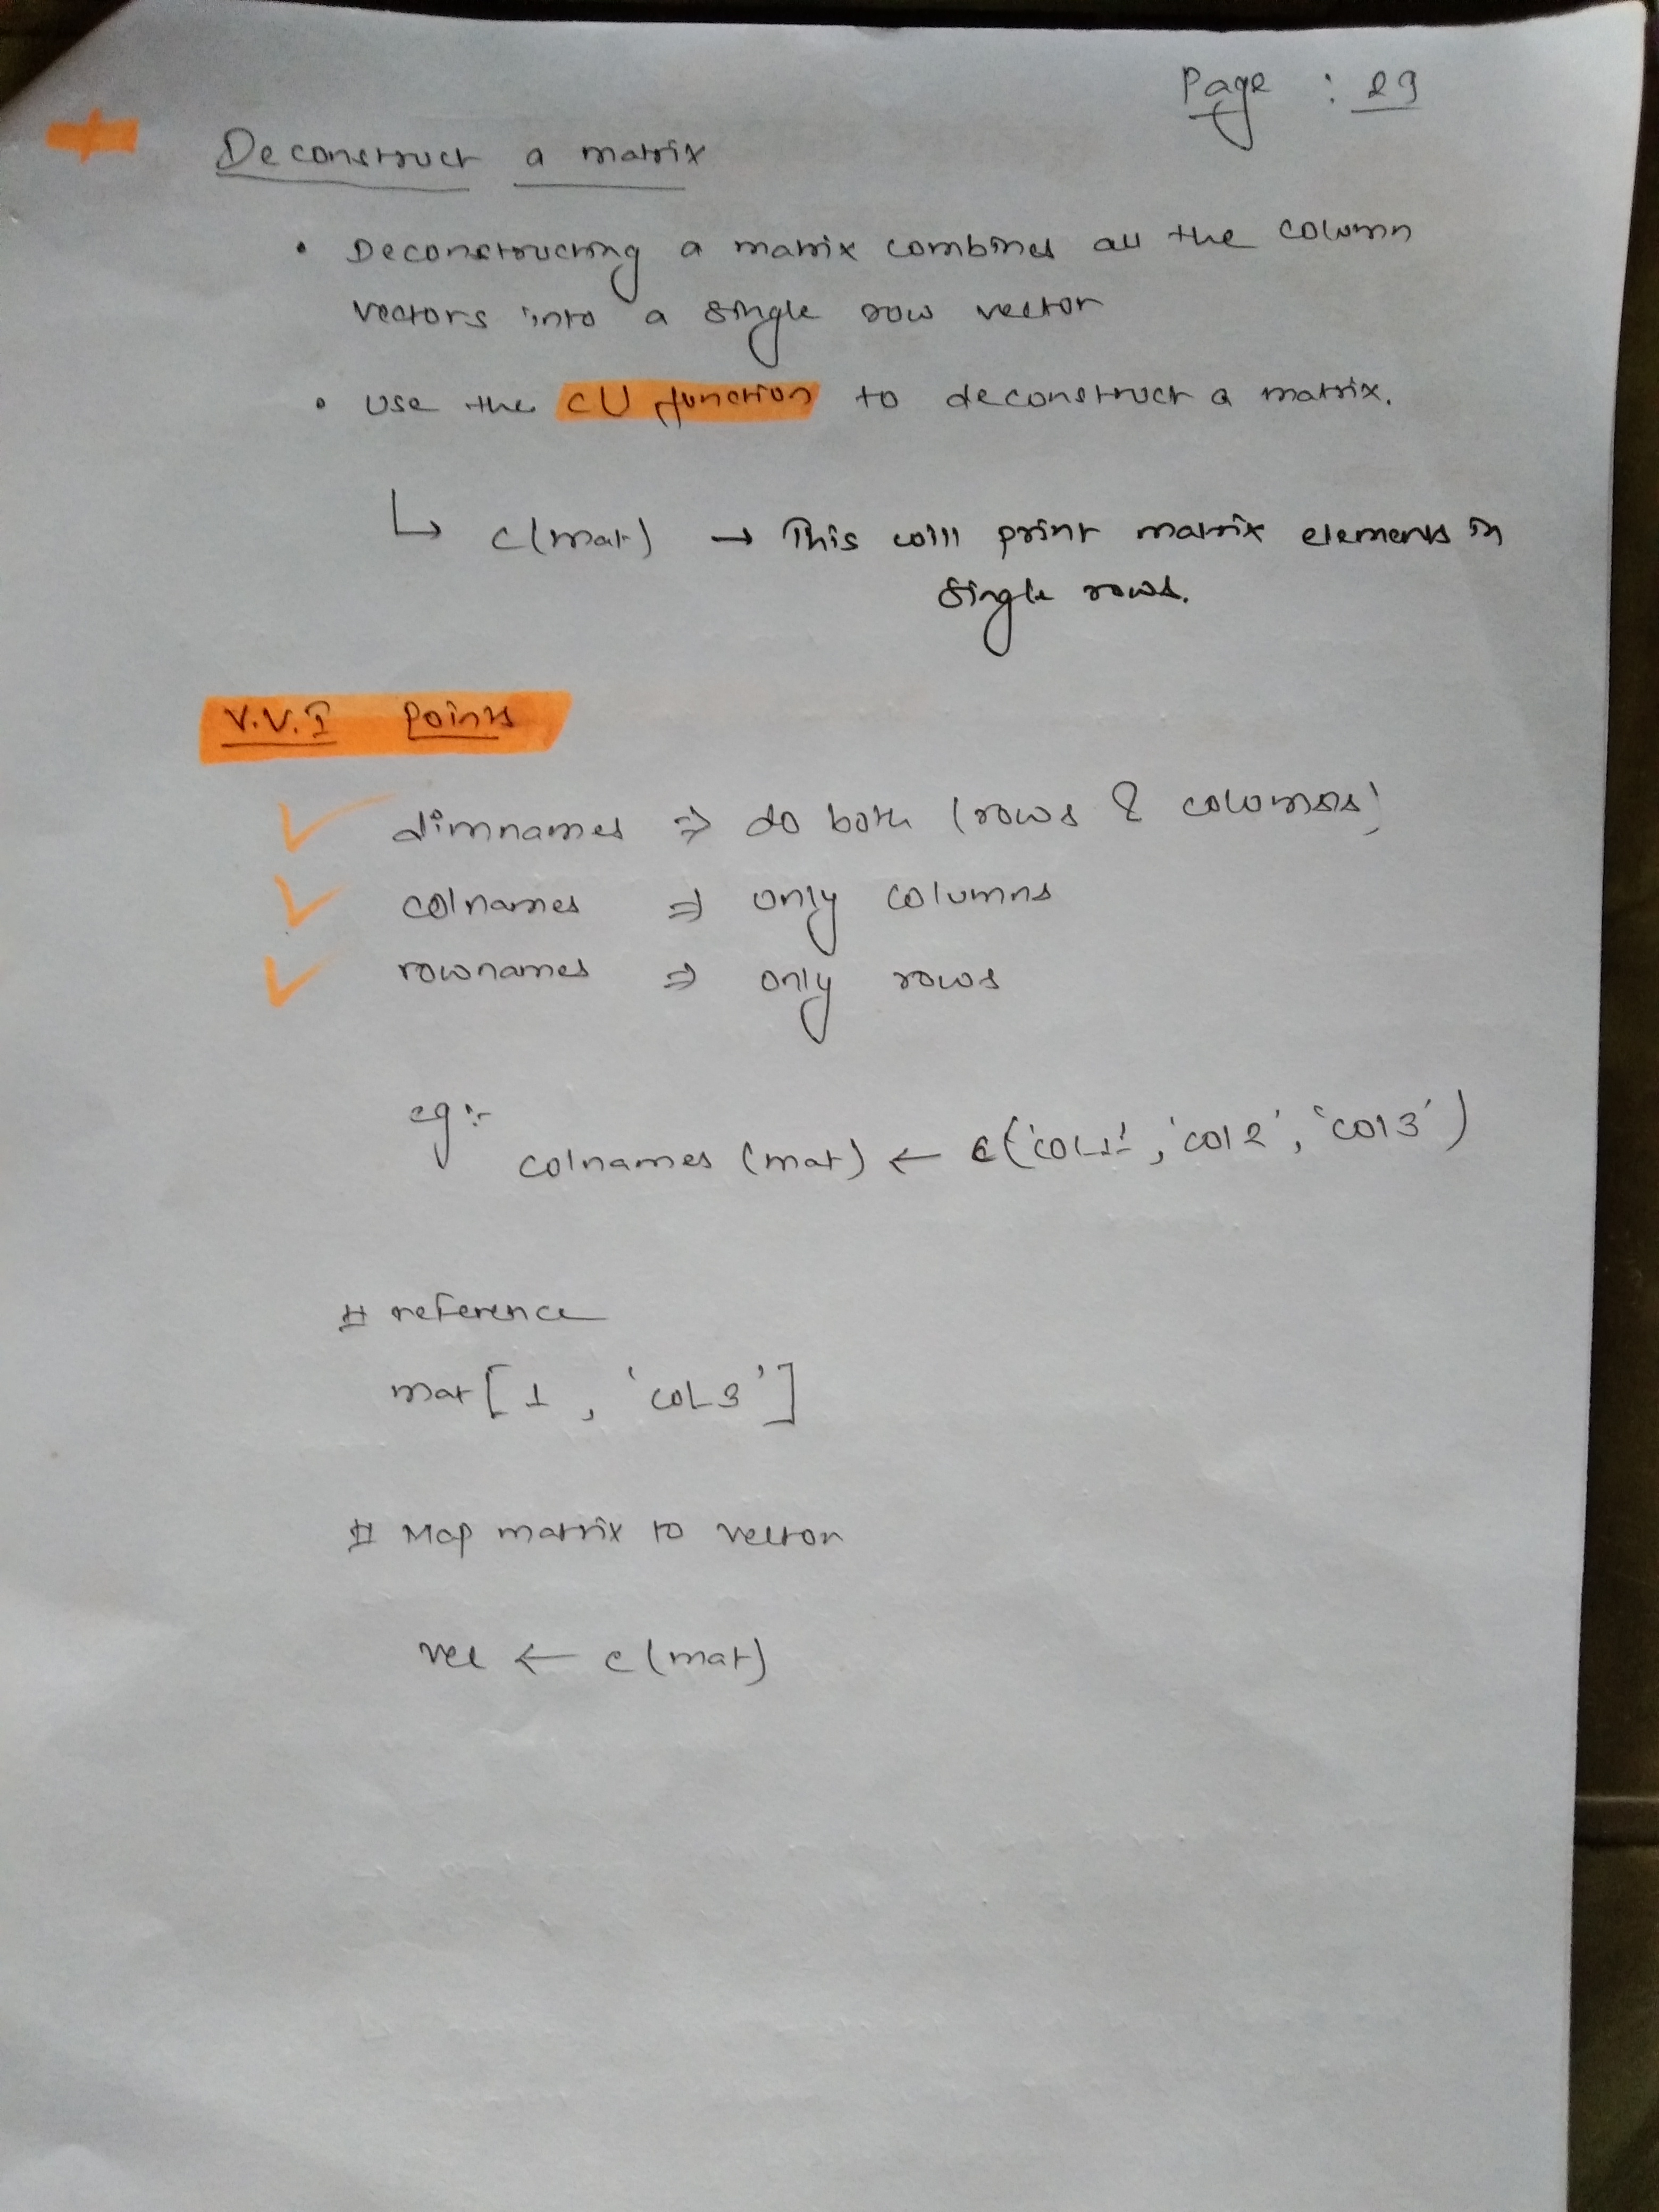 Page : 29
Deconstruct a matrix
• Deconstructing a matrix combines all the column
vectors into a single row vector
• Use the c() function to deconstruct a matrix.
↳ c(mat) → This will print matrix elements in
single rows.
V.V.I Points
✓ dimnames ⇒ do both (rows & columns)
✓ colnames ⇒ only columns
✓ rownames ⇒ only rows
eg:-
colnames (mat) ← c('COL1', 'col2', 'col3')
# reference
mat[1, 'COL3']
# Map matrix to vector
vec ← c(mat)